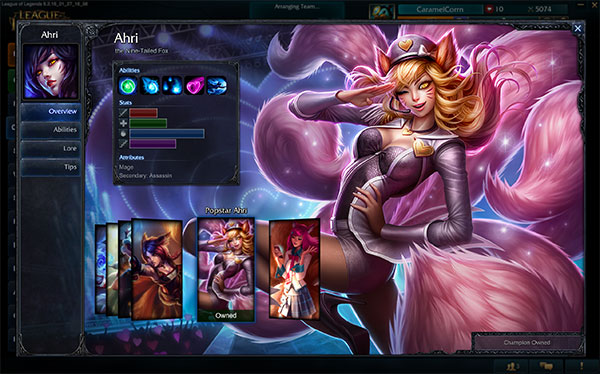 League of Legends
Arranging Team...
CaramelCorn
10
5074
LEAGUE
Ahri
Ahri
the Nine-Tailed Fox
Abilities
Stats
Attributes
Mage
Secondary: Assassin
Overview
Abilities
Lore
Tips
Popstar Ahri
Owned
Champion Owned